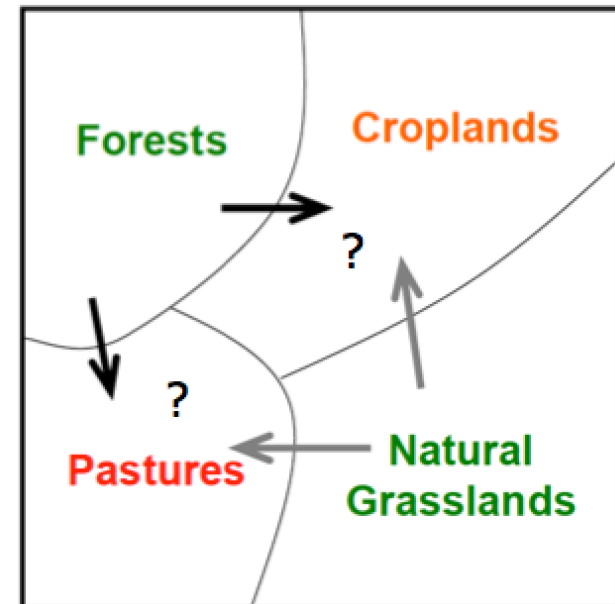 Forests
Croplands
?
?
Pastures
Natural
Grasslands